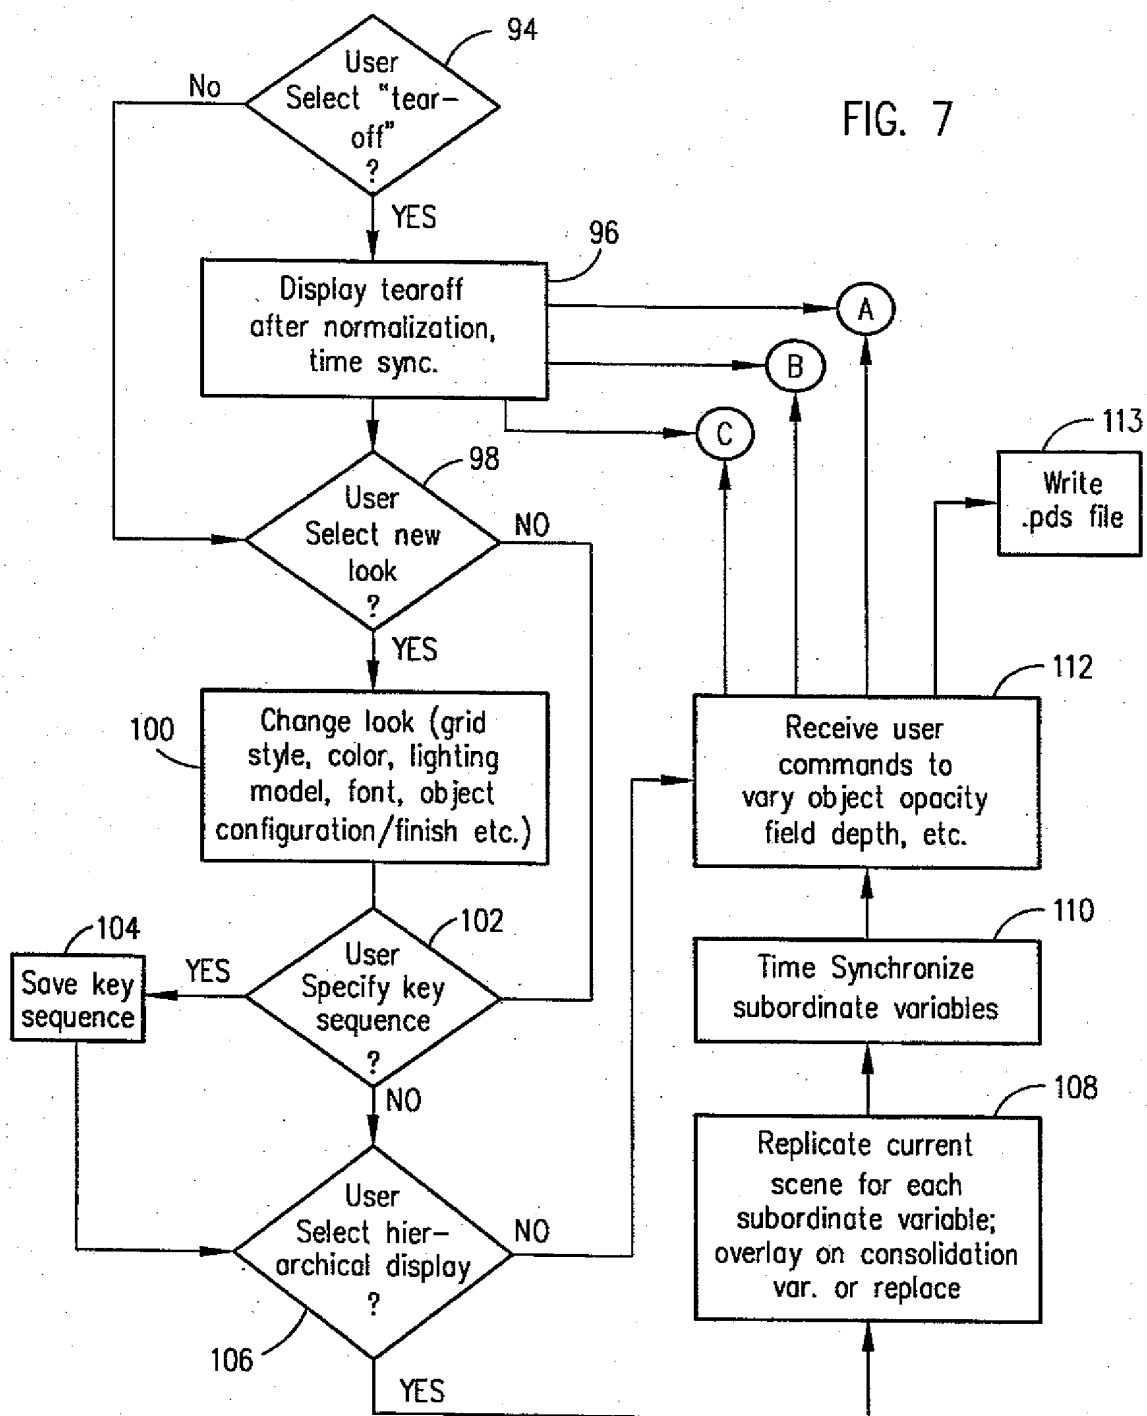 94
User
Select "tear-
off"
?
No
YES
FIG. 7
96
Display tearoff
after normalization,
time sync.
A
B
C
98
User
Select new
look
?
NO
YES
113
Write
.pds file
100
Change look (grid
style, color, lighting
model, font, object
configuration/finish etc.)
112
Receive user
commands to
vary object opacity
field depth, etc.
102
User
Specify key
sequence
?
YES
NO
104
Save key
sequence
110
Time Synchronize
subordinate variables
106
User
Select hier-
archical display
?
NO
YES
108
Replicate current
scene for each
subordinate variable;
overlay on consolidation
var. or replace